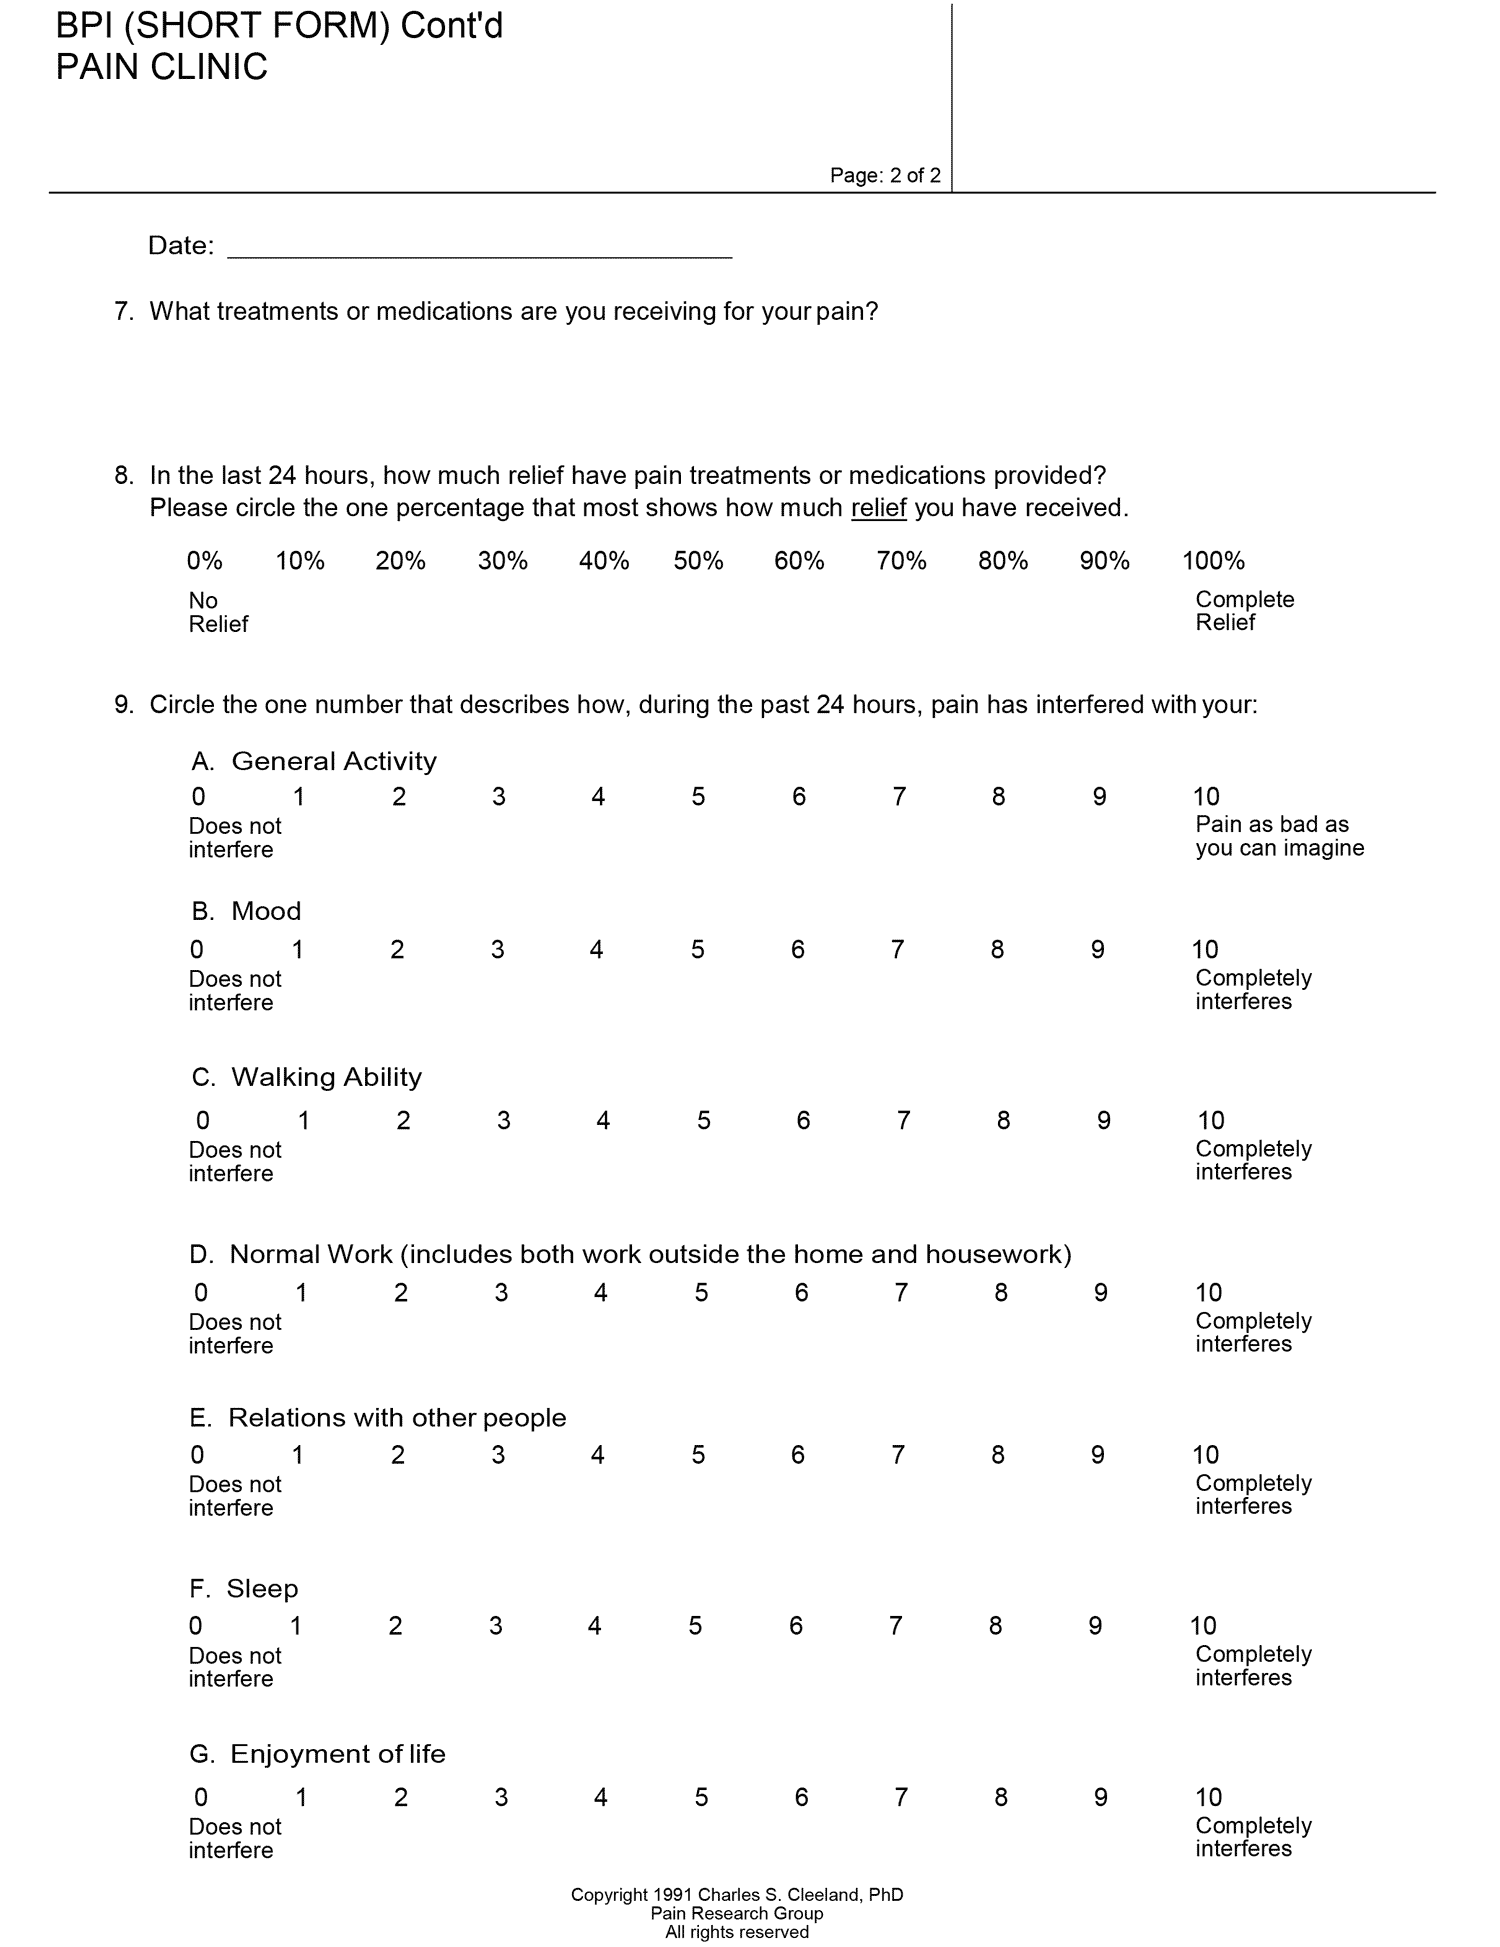 BPI (SHORT FORM) Cont'd
PAIN CLINIC
Page: 2 of 2
Date: ____________________________________
7. What treatments or medications are you receiving for your pain?
8. In the last 24 hours, how much relief have pain treatments or medications provided?
Please circle the one percentage that most shows how much relief you have received.
0% 10% 20% 30% 40% 50% 60% 70% 80% 90% 100%
No Complete
Relief Relief
9. Circle the one number that describes how, during the past 24 hours, pain has interfered with your:
A. General Activity
0 1 2 3 4 5 6 7 8 9 10
Does not Pain as bad as
interfere you can imagine
B. Mood
0 1 2 3 4 5 6 7 8 9 10
Does not Completely
interfere interferes
C. Walking Ability
0 1 2 3 4 5 6 7 8 9 10
Does not Completely
interfere interferes
D. Normal Work (includes both work outside the home and housework)
0 1 2 3 4 5 6 7 8 9 10
Does not Completely
interfere interferes
E. Relations with other people
0 1 2 3 4 5 6 7 8 9 10
Does not Completely
interfere interferes
F. Sleep
0 1 2 3 4 5 6 7 8 9 10
Does not Completely
interfere interferes
G. Enjoyment of life
0 1 2 3 4 5 6 7 8 9 10
Does not Completely
interfere interferes
Copyright 1991 Charles S. Cleeland, PhD
Pain Research Group
All rights reserved